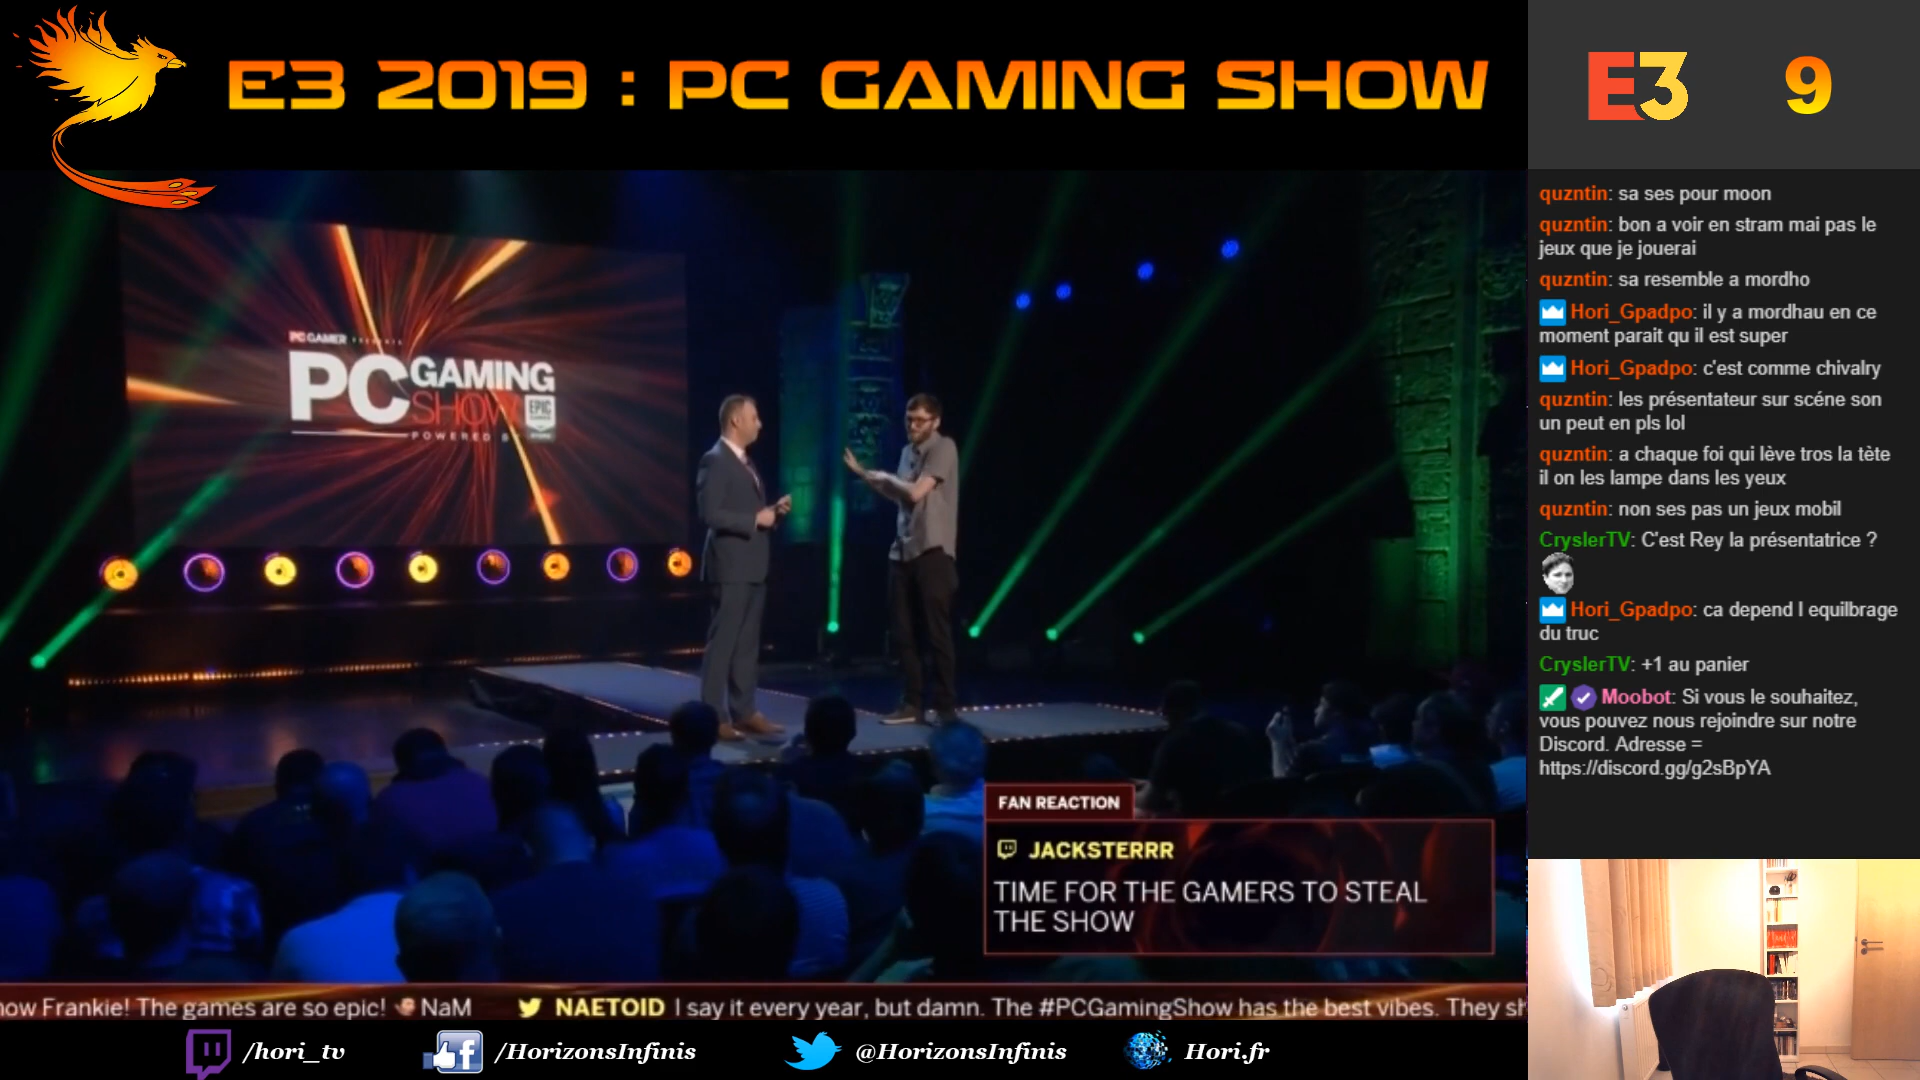 E3 2019 : PC GAMING SHOW
E3
9
PC GAMER PRESENTS
PC GAMING
SHOW
EPIC
POWERED B
quzntin: sa ses pour moon
quzntin: bon a voir en stram mai pas le
jeux que je jouerai
quzntin: sa resemble a mordho
Hori_Gpadpo: il y a mordhau en ce
moment parait qu il est super
Hori_Gpadpo: c'est comme chivalry
quzntin: les présentateur sur scéne son
un peut en pls lol
quzntin: a chaque foi qui lève tros la tète
il on les lampe dans les yeux
quzntin: non ses pas un jeux mobil
CryslerTV: C'est Rey la présentatrice ?
Hori_Gpadpo: ca depend l equilbrage
du truc
CryslerTV: +1 au panier
Moobot: Si vous le souhaitez,
vous pouvez nous rejoindre sur notre
Discord. Adresse =
https://discord.gg/g2sBpYA
FAN REACTION
JACKSTERRR
TIME FOR THE GAMERS TO STEAL
THE SHOW
now Frankie! The games are so epic! NaM NAETOID I say it every year, but damn. The #PCGamingShow has the best vibes. They sh
/hori_tv /HorizonsInfinis @HorizonsInfinis Hori.fr